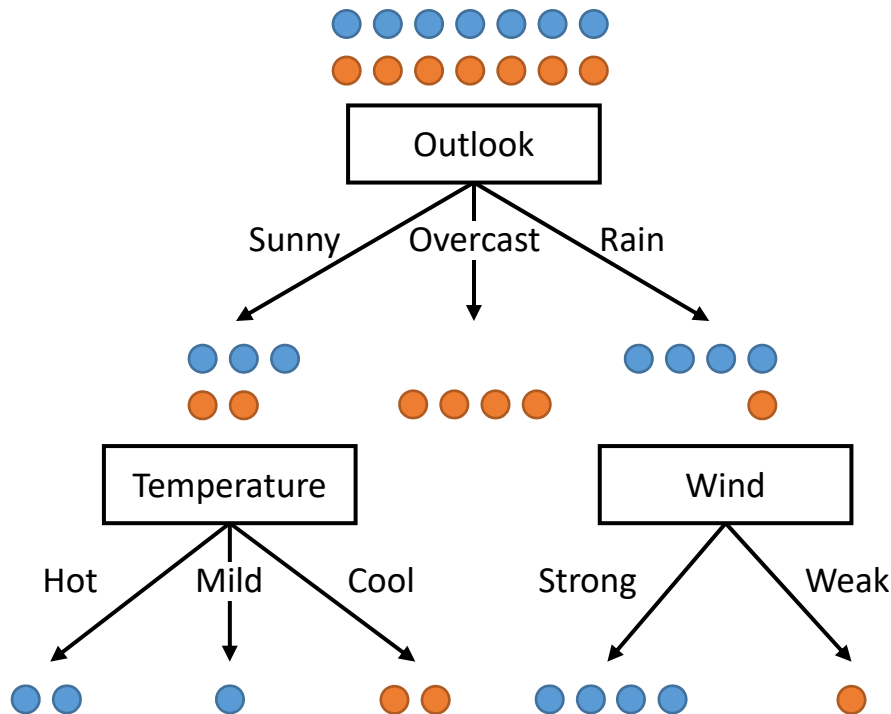 Outlook
Sunny
Overcast
Rain
Temperature
Wind
Hot
Mild
Cool
Strong
Weak